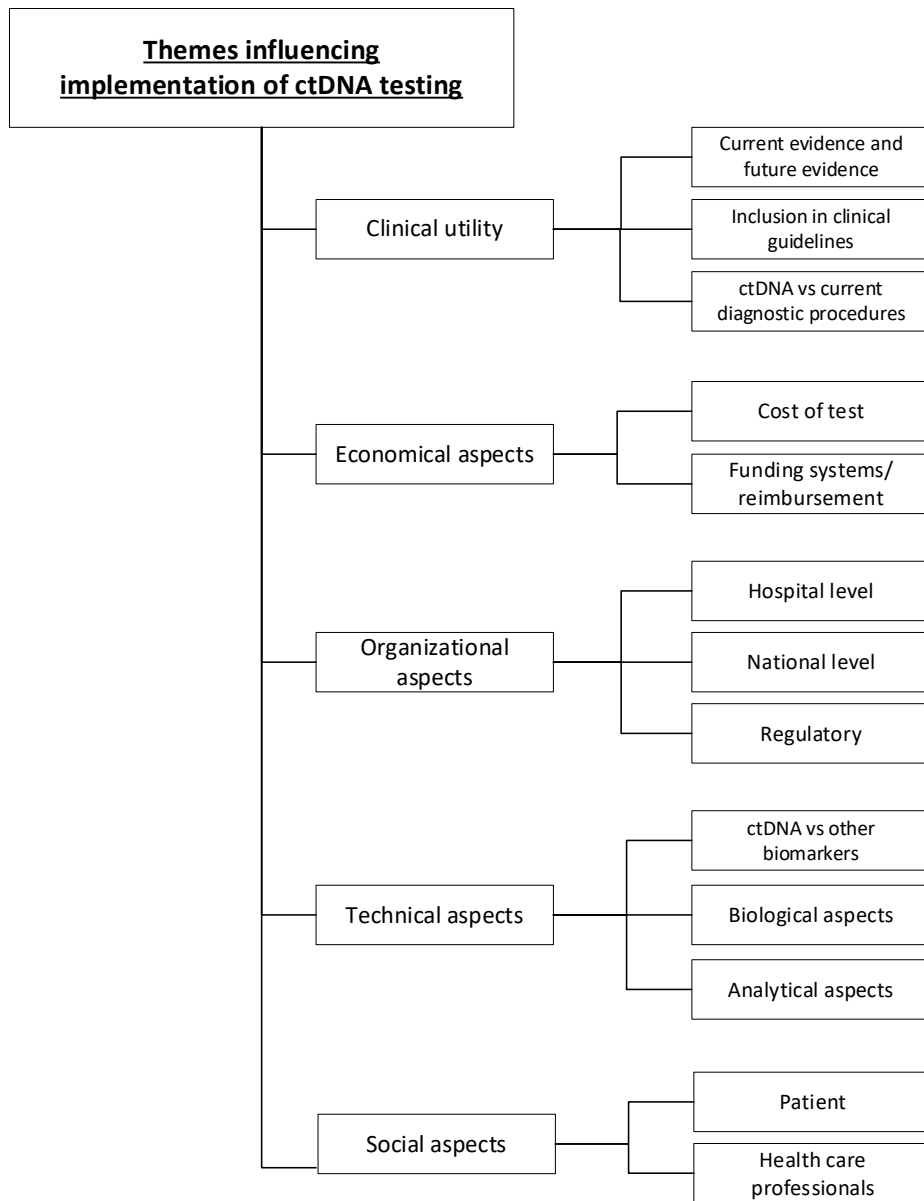 Themes influencing
implementation of ctDNA testing
Clinical utility
Current evidence and
future evidence
Inclusion in clinical
guidelines
ctDNA vs current
diagnostic procedures
Economical aspects
Cost of test
Funding systems/
reimbursement
Organizational
aspects
Hospital level
National level
Regulatory
Technical aspects
ctDNA vs other
biomarkers
Biological aspects
Analytical aspects
Social aspects
Patient
Health care
professionals